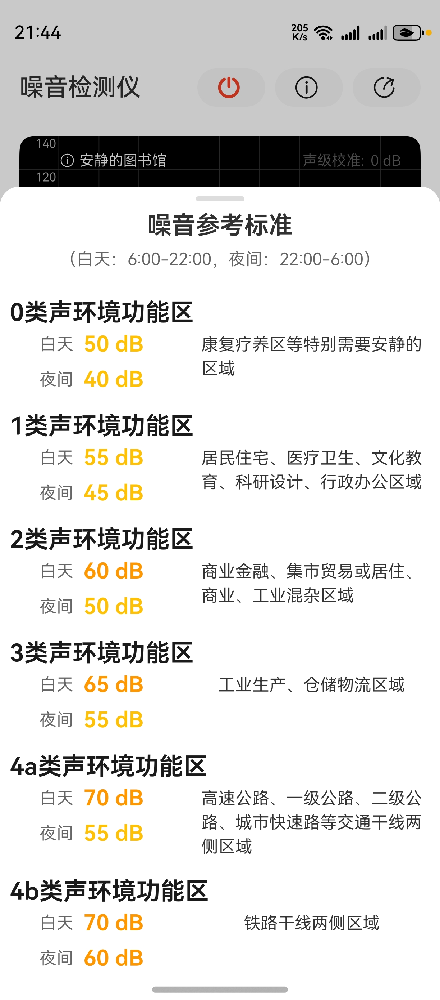 21:44
205
K/s
噪音检测仪
140
安静的图书馆 声级校准: 0 dB
120
噪音参考标准
（白天：6:00-22:00，夜间：22:00-6:00）
0类声环境功能区
白天 50 dB 康复疗养区等特别需要安静的
区域
夜间 40 dB
1类声环境功能区
白天 55 dB 居民住宅、医疗卫生、文化教
育、科研设计、行政办公区域
夜间 45 dB
2类声环境功能区
白天 60 dB 商业金融、集市贸易或居住、
商业、工业混杂区域
夜间 50 dB
3类声环境功能区
白天 65 dB 工业生产、仓储物流区域
夜间 55 dB
4a类声环境功能区
白天 70 dB 高速公路、一级公路、二级公
路、城市快速路等交通干线两
夜间 55 dB
侧区域
4b类声环境功能区
白天 70 dB 铁路干线两侧区域
夜间 60 dB